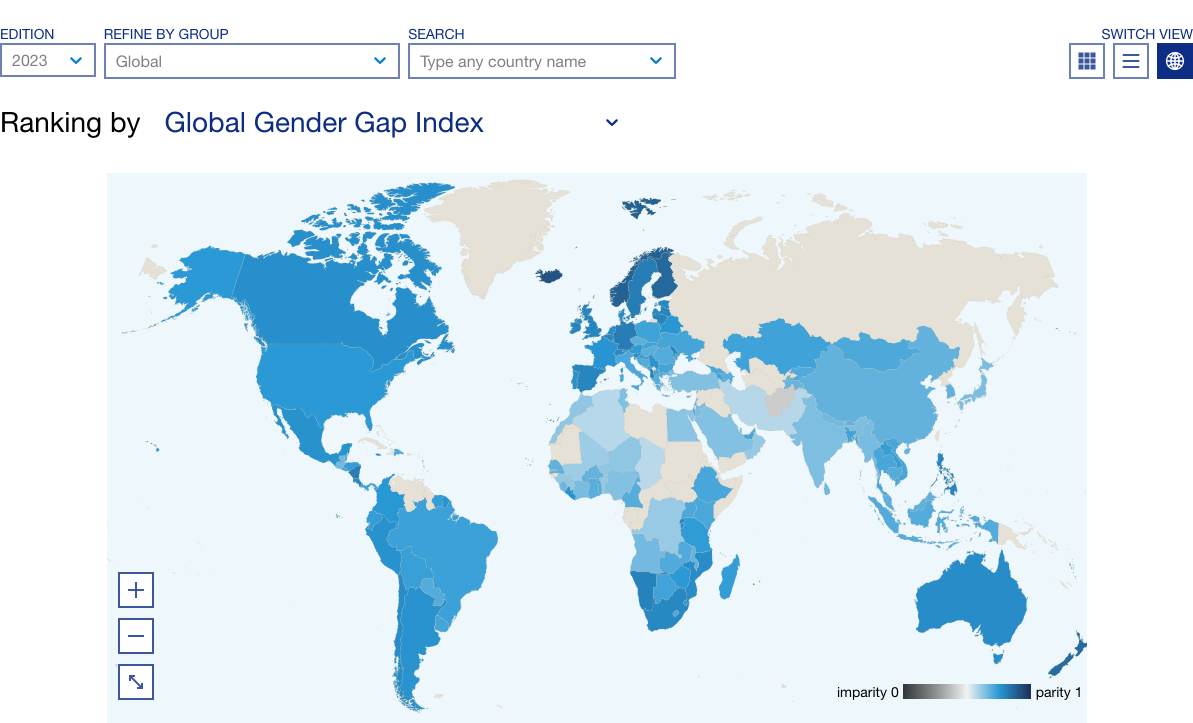 EDITION REFINE BY GROUP SEARCH SWITCH VIEW
2023 Global Type any country name
Ranking by Global Gender Gap Index
imparity 0 parity 1